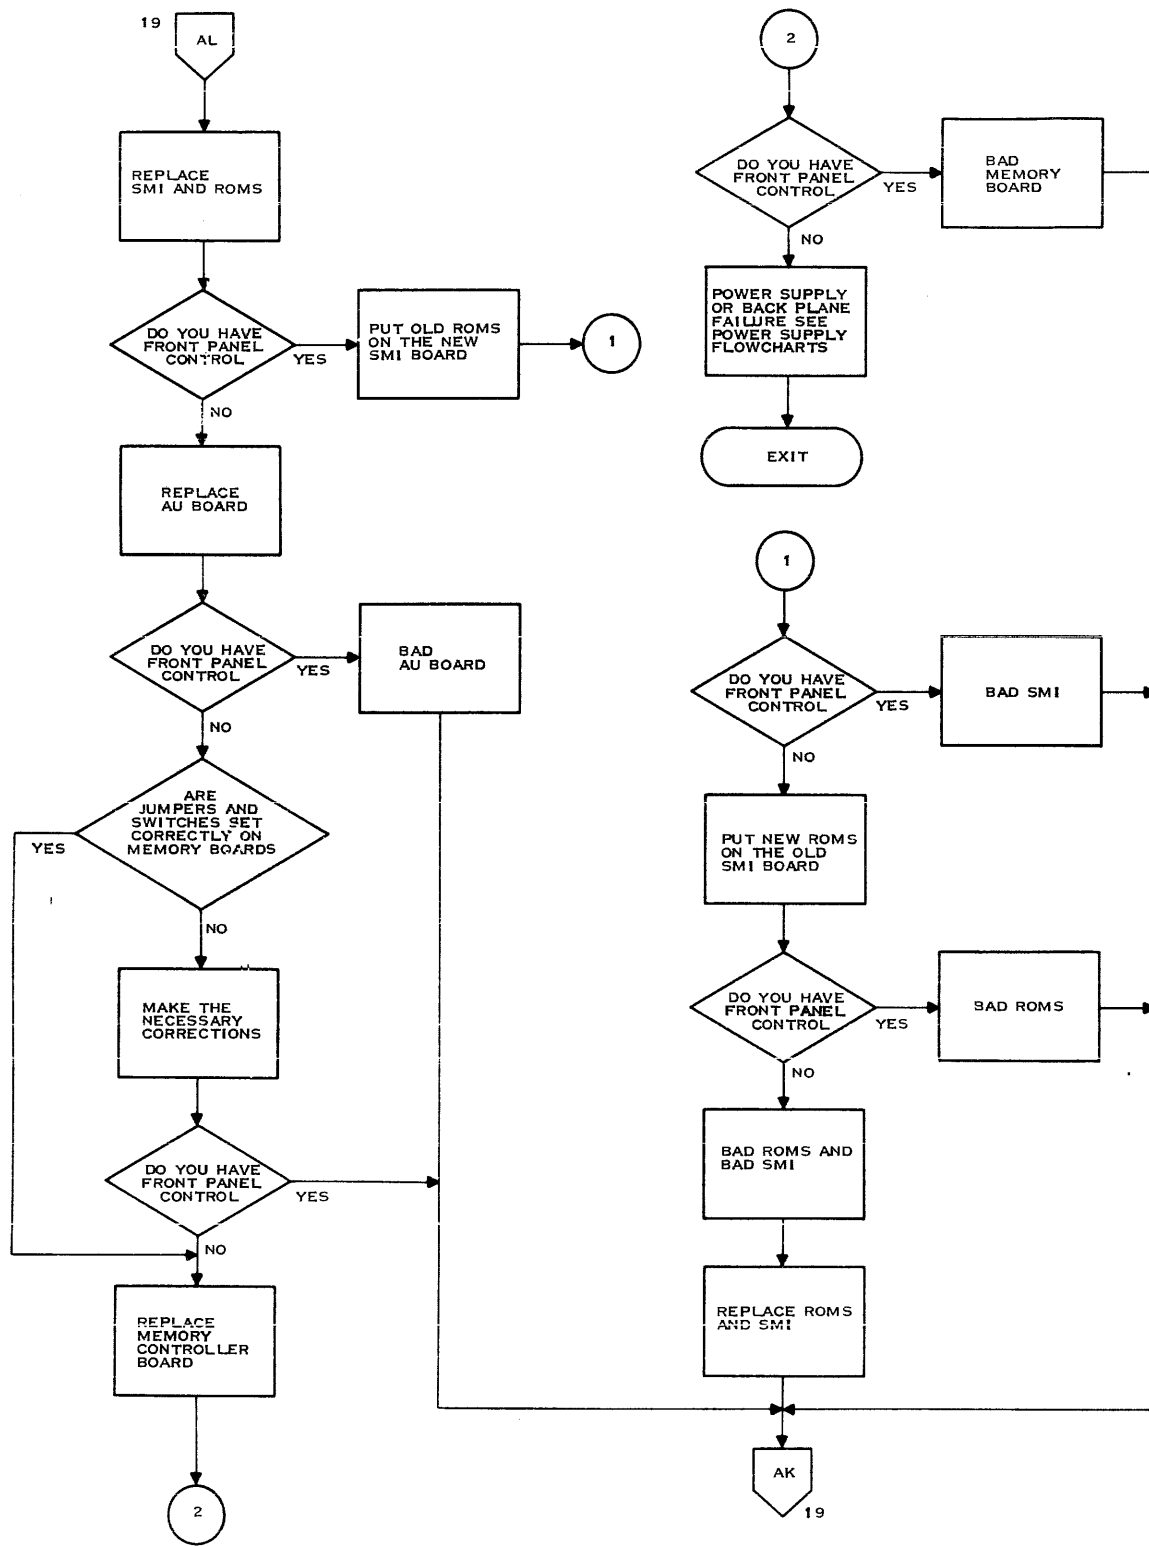 19
AL
REPLACE
SMI AND ROMS
DO YOU HAVE
FRONT PANEL
CONTROL
YES
NO
PUT OLD ROMS
ON THE NEW
SMI BOARD
1
REPLACE
AU BOARD
DO YOU HAVE
FRONT PANEL
CONTROL
YES
NO
BAD
AU BOARD
ARE
JUMPERS AND
SWITCHES SET
CORRECTLY ON
MEMORY BOARDS
YES
NO
MAKE THE
NECESSARY
CORRECTIONS
DO YOU HAVE
FRONT PANEL
CONTROL
YES
NO
REPLACE
MEMORY
CONTROLLER
BOARD
2
2
DO YOU HAVE
FRONT PANEL
CONTROL
YES
NO
BAD
MEMORY
BOARD
POWER SUPPLY
OR BACK PLANE
FAILURE SEE
POWER SUPPLY
FLOWCHARTS
EXIT
1
DO YOU HAVE
FRONT PANEL
CONTROL
YES
NO
BAD SMI
PUT NEW ROMS
ON THE OLD
SMI BOARD
DO YOU HAVE
FRONT PANEL
CONTROL
YES
NO
BAD ROMS
BAD ROMS AND
BAD SMI
REPLACE ROMS
AND SMI
AK
19